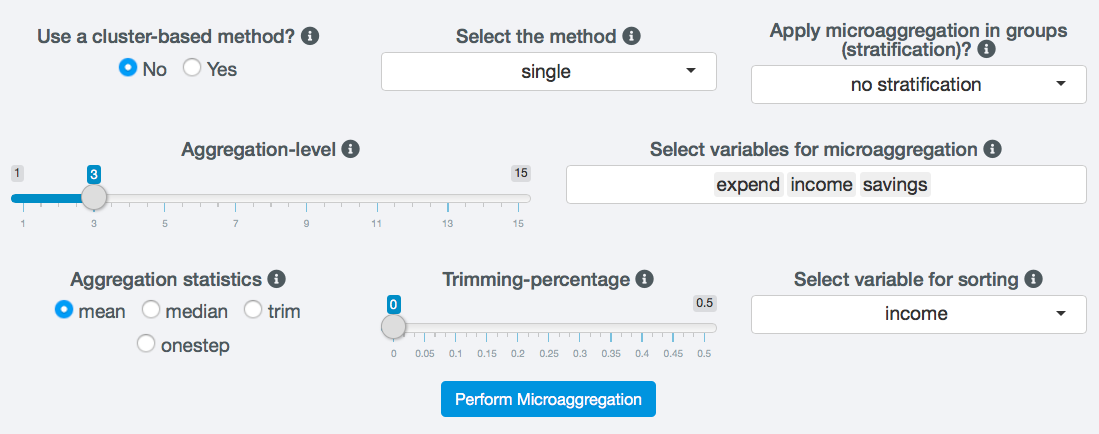 Use a cluster-based method?
No Yes
Select the method
single
Apply microaggregation in groups
(stratification)?
no stratification
Aggregation-level
1 3 15
1 3 5 7 9 11 13 15
Select variables for microaggregation
expend income savings
Aggregation statistics
mean median trim
onestep
Trimming-percentage
0 0.5
0 0.05 0.1 0.15 0.2 0.25 0.3 0.35 0.4 0.45 0.5
Select variable for sorting
income
Perform Microaggregation